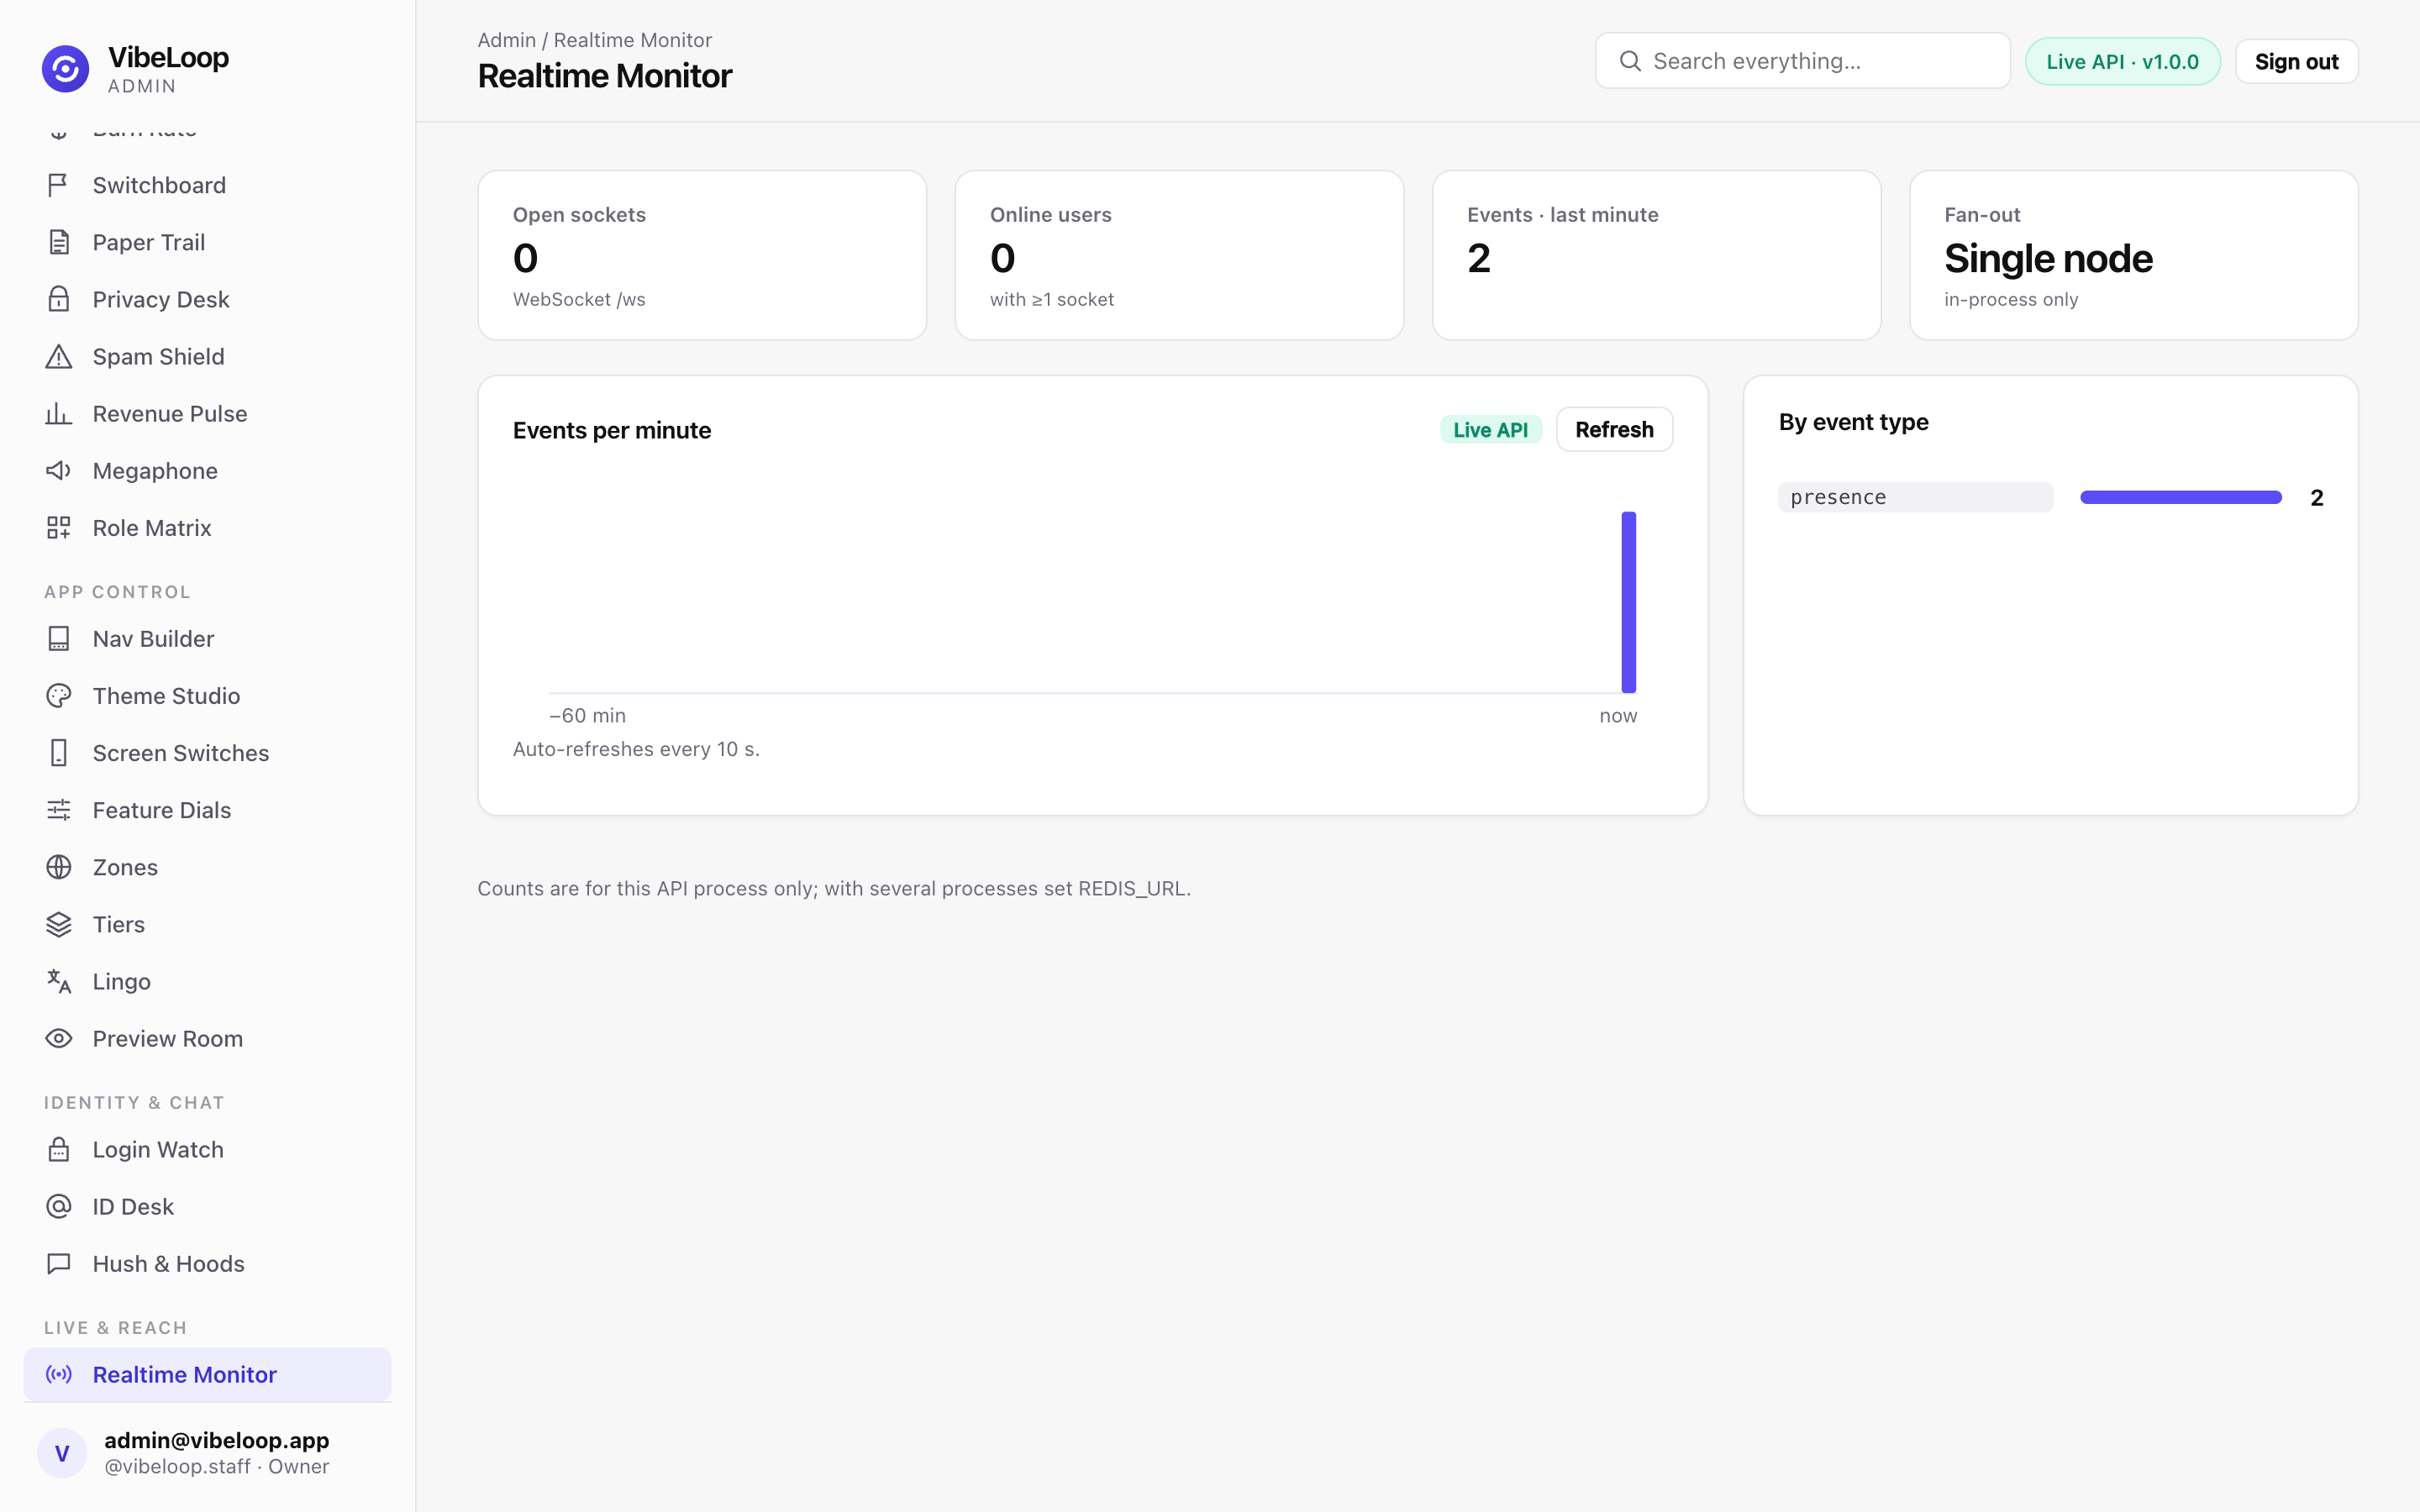 VibeLoop
ADMIN
Burn Rate
Switchboard
Paper Trail
Privacy Desk
Spam Shield
Revenue Pulse
Megaphone
Role Matrix
APP CONTROL
Nav Builder
Theme Studio
Screen Switches
Feature Dials
Zones
Tiers
Lingo
Preview Room
IDENTITY & CHAT
Login Watch
ID Desk
Hush & Hoods
LIVE & REACH
Realtime Monitor
V
admin@vibeloop.app
@vibeloop.staff · Owner
Admin / Realtime Monitor
Realtime Monitor
Search everything...
Live API · v1.0.0
Sign out
Open sockets
0
WebSocket /ws
Online users
0
with ≥1 socket
Events · last minute
2
Fan-out
Single node
in-process only
Events per minute
Live API
Refresh
−60 min
now
Auto-refreshes every 10 s.
By event type
presence
2
Counts are for this API process only; with several processes set REDIS_URL.